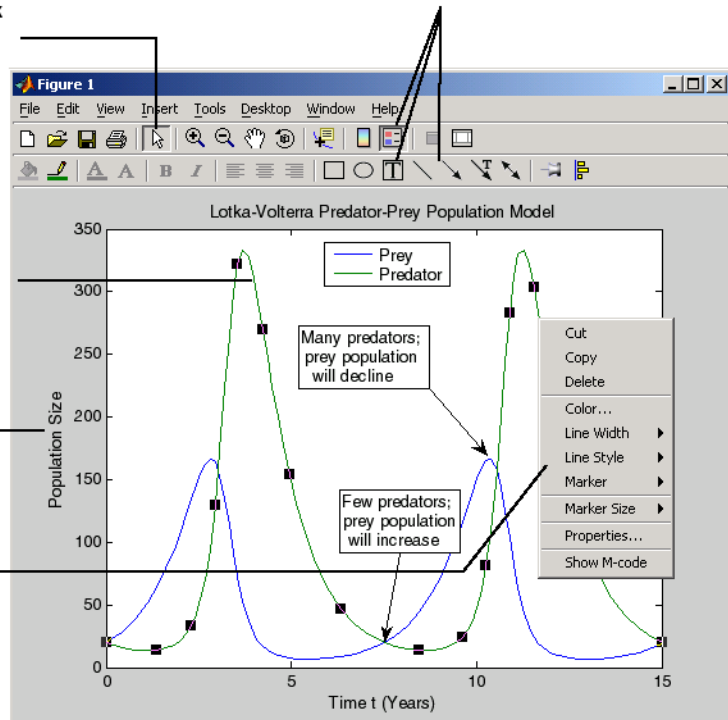 Figure 1
File Edit View Insert Tools Desktop Window Help
T
A A B I
T
T
Lotka-Volterra Predator-Prey Population Model
350
300
250
200
150
100
50
0
Population Size
Prey
Predator
Many predators;
prey population
will decline
Few predators;
prey population
will increase
Cut
Copy
Delete
Color...
Line Width
Line Style
Marker
Marker Size
Properties...
Show M-code
0 5 10 15
Time t (Years)